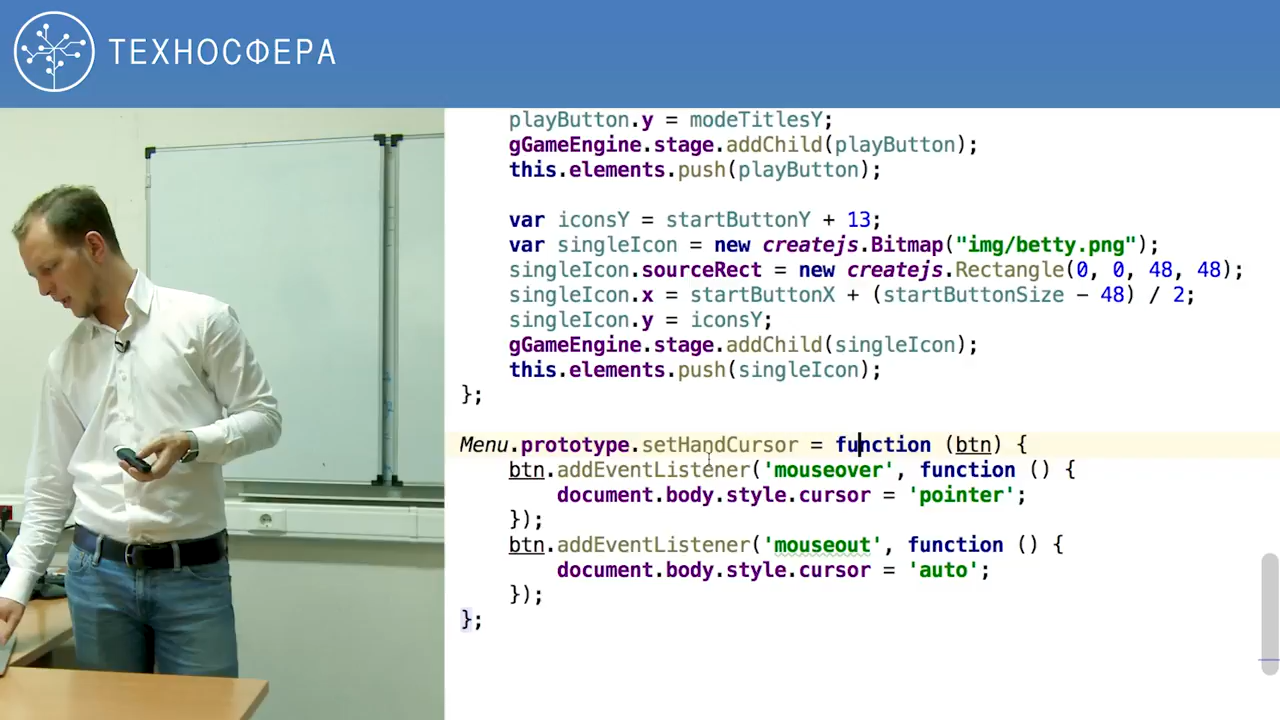 ТЕХНОСФЕРА
playButton.y = modeTitlesY;
gGameEngine.stage.addChild(playButton);
this.elements.push(playButton);
var iconsY = startButtonY + 13;
var singleIcon = new createjs.Bitmap("img/betty.png");
singleIcon.sourceRect = new createjs.Rectangle(0, 0, 48, 48);
singleIcon.x = startButtonX + (startButtonSize - 48) / 2;
singleIcon.y = iconsY;
gGameEngine.stage.addChild(singleIcon);
this.elements.push(singleIcon);
};
Menu.prototype.setHandCursor = function (btn) {
btn.addEventListener('mouseover', function () {
document.body.style.cursor = 'pointer';
});
btn.addEventListener('mouseout', function () {
document.body.style.cursor = 'auto';
});
};